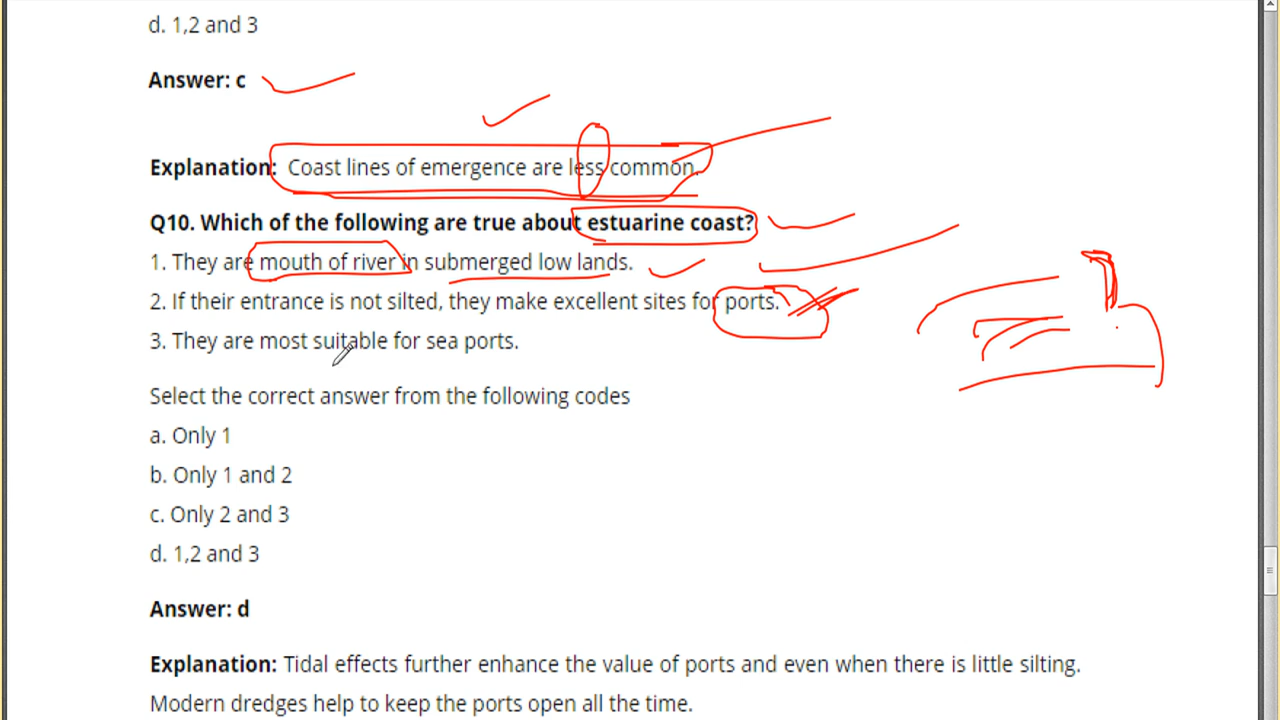 d. 1,2 and 3
Answer: c
Explanation: Coast lines of emergence are less common.
Q10. Which of the following are true about estuarine coast?
1. They are mouth of river in submerged low lands.
2. If their entrance is not silted, they make excellent sites for ports.
3. They are most suitable for sea ports.
Select the correct answer from the following codes
a. Only 1
b. Only 1 and 2
c. Only 2 and 3
d. 1,2 and 3
Answer: d
Explanation: Tidal effects further enhance the value of ports and even when there is little silting.
Modern dredges help to keep the ports open all the time.